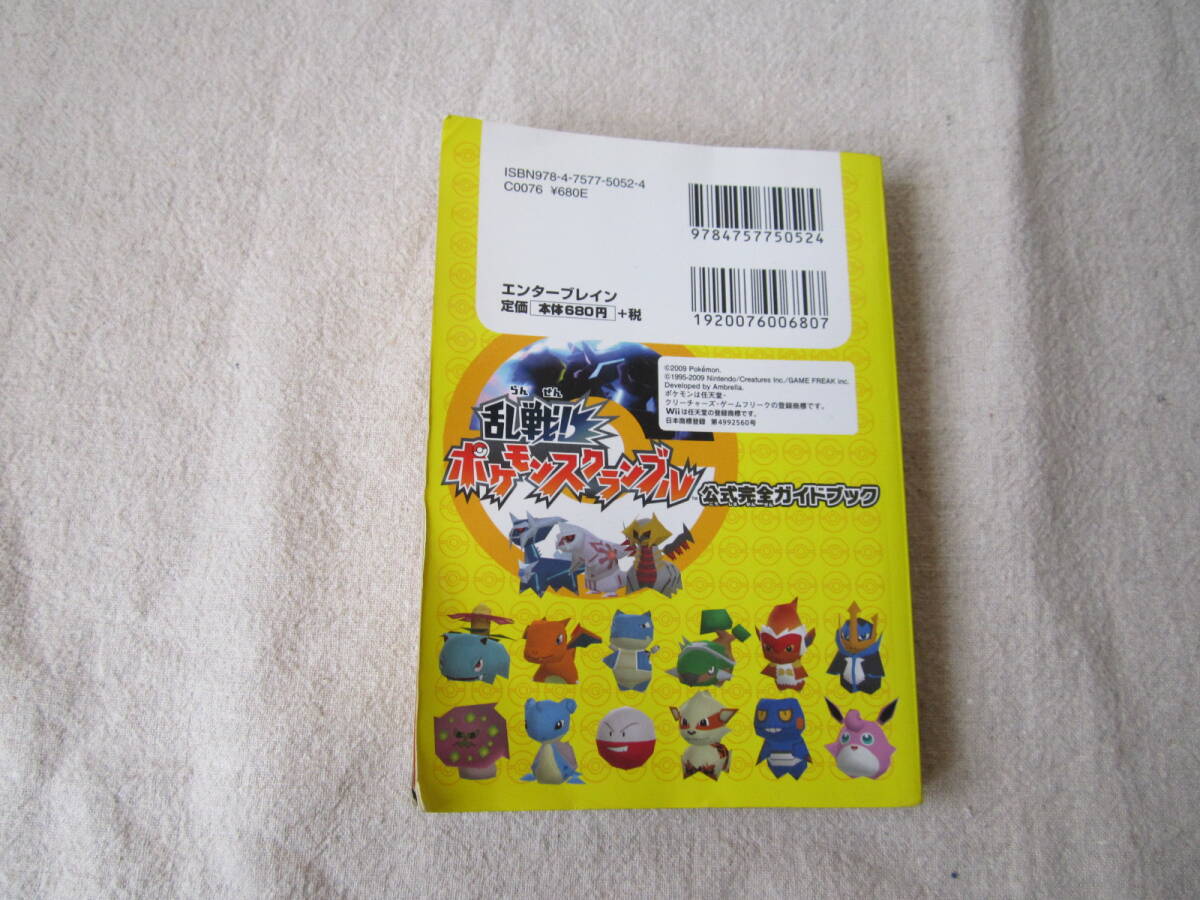 ISBN978-4-7577-5052-4
C0076 ¥680E
9784757750524
エンターブレイン
定価 本体680円 +税
1920076006807
©2009 Pokémon.
©1995-2009 Nintendo/Creatures Inc./GAME FREAK inc.
Developed by Ambrella.
ポケモンは任天堂・
クリーチャーズ・ゲームフリークの登録商標です。
Wiiは任天堂の登録商標です。
日本商標登録 第4992560号
らん せん
乱戦!
ポケモンスクランブル™
公式完全ガイドブック